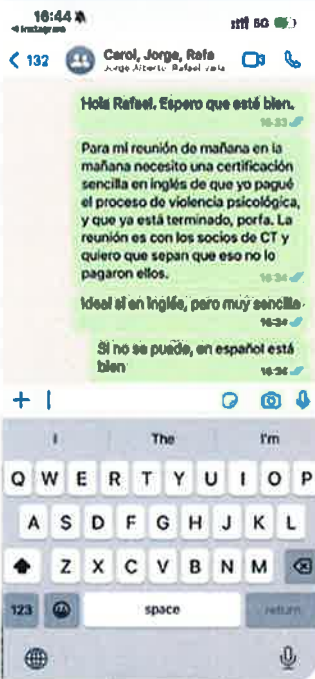 16:44
Instagram
5G
132
Carol, Jorge, Rafa
Jorge Alberto, Rafael
Hola Rafael. Espero que esté bien.
16:33
Para mi reunión de mañana en la
mañana necesito una certificación
sencilla en inglés de que yo pagué
el proceso de violencia psicológica,
y que ya está terminado, porfa. La
reunión es con los socios de CT y
quiero que sepan que eso no lo
pagaron ellos.
16:34
Ideal si en inglés, pero muy sencilla
16:34
Si no se puede, en español está
bien
16:36
I The I'm
Q W E R T Y U I O P
A S D F G H J K L
Z X C V B N M
123 space return